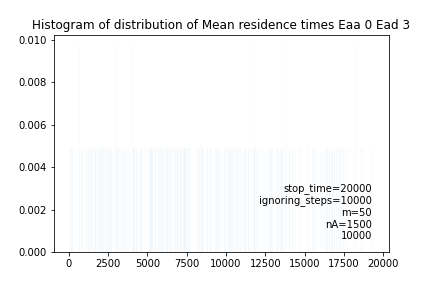 Histogram of distribution of Mean residence times Eaa 0 Ead 3
0.010
0.008
0.006
0.004
0.002
0.000
stop_time=20000
ignoring_steps=10000
m=50
nA=1500
10000
0 2500 5000 7500 10000 12500 15000 17500 20000